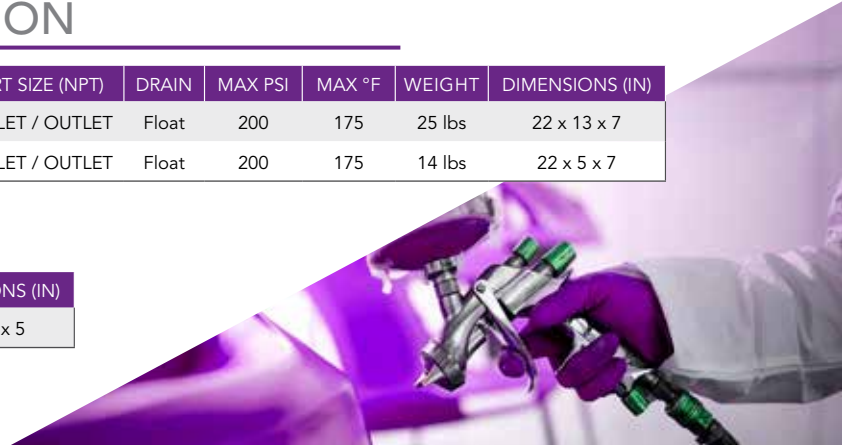 ON
RT SIZE (NPT) DRAIN MAX PSI MAX °F WEIGHT DIMENSIONS (IN)
LET / OUTLET Float 200 175 25 lbs 22 x 13 x 7
LET / OUTLET Float 200 175 14 lbs 22 x 5 x 7
ONS (IN)
x 5